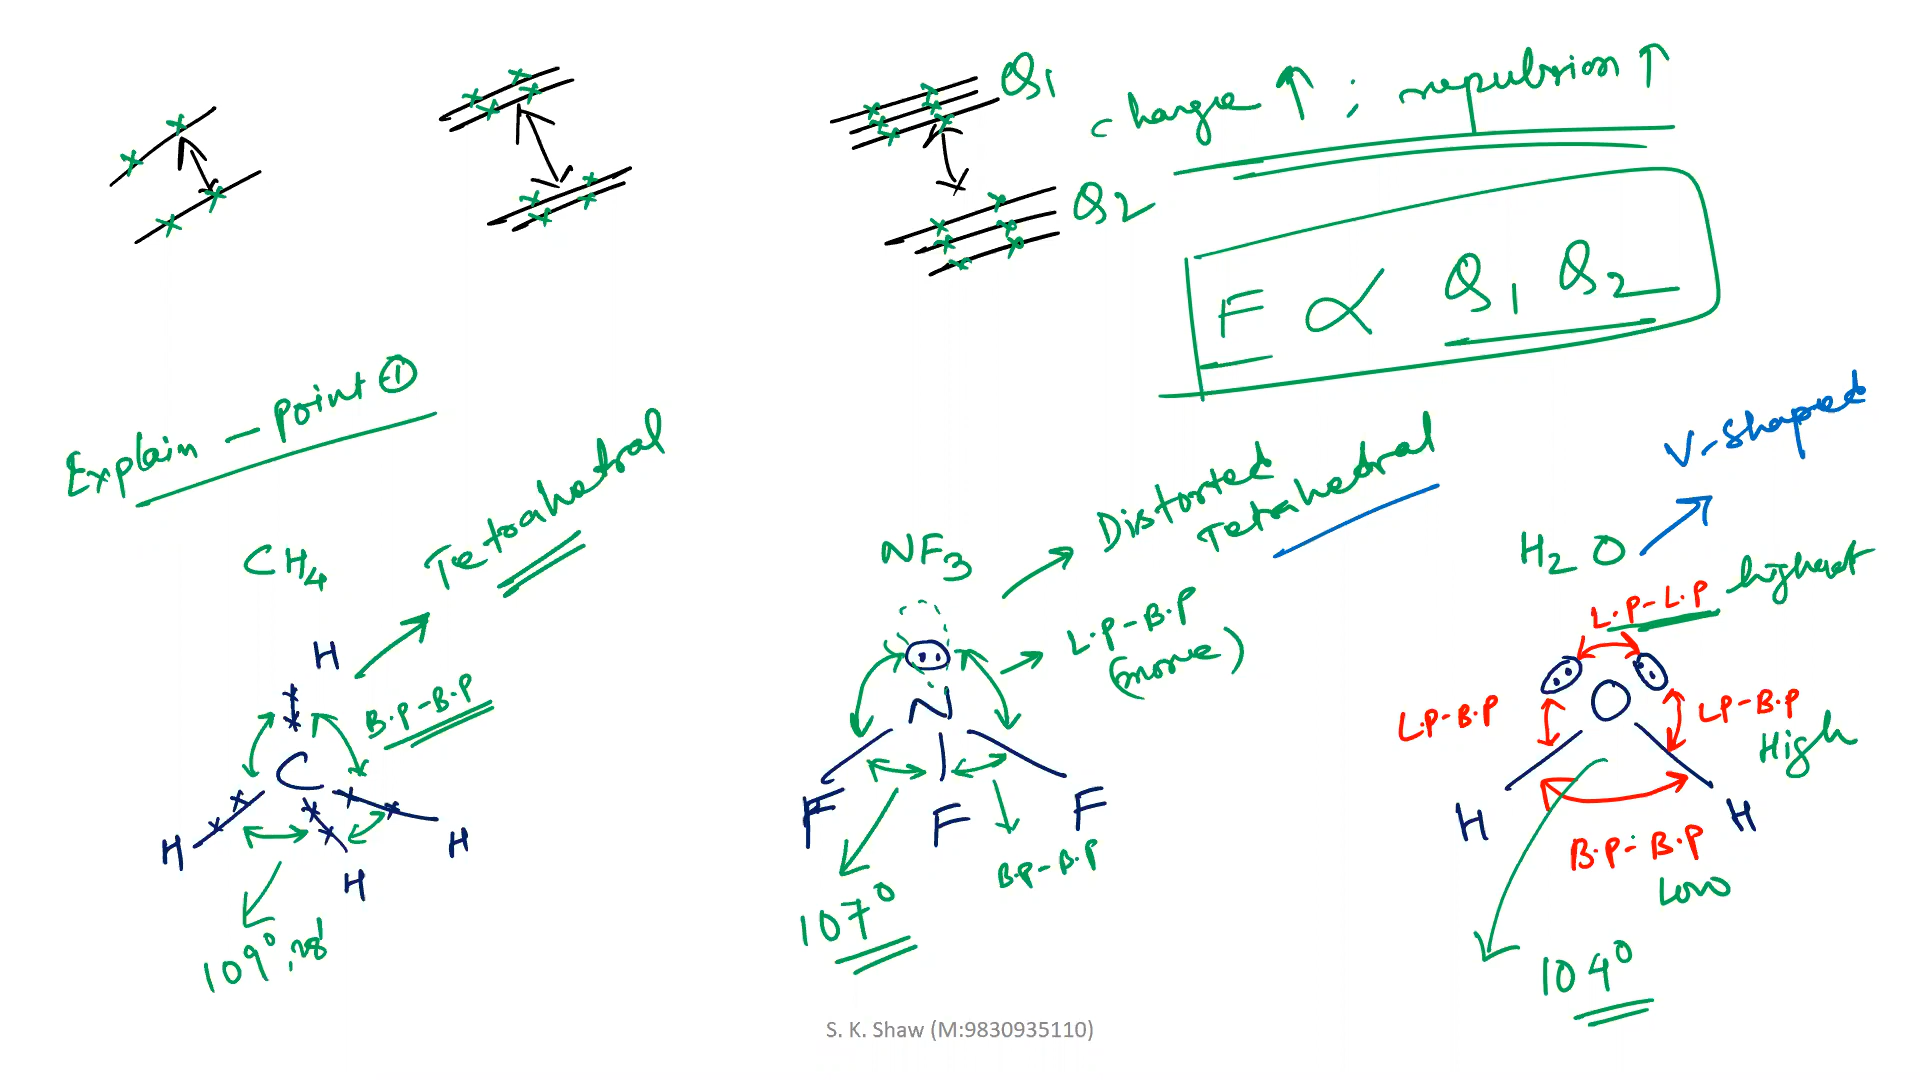 Q1
charge ↑ ; repulsion ↑
Q2
F ∝ Q1 Q2
Explain - point ①
CH4
Tetrahedral
H
B.P-B.P
C
H
H
H
109°,28'
NF3
Distorted
Tetrahedral
L.P-B.P
(more)
N
F
F
F
B.P-B.P
107°
H2O
V-shaped
L.P-L.P highest
O
L.P-B.P
L.P-B.P
High
H
H
B.P-B.P
Low
104°
S. K. Shaw (M:9830935110)